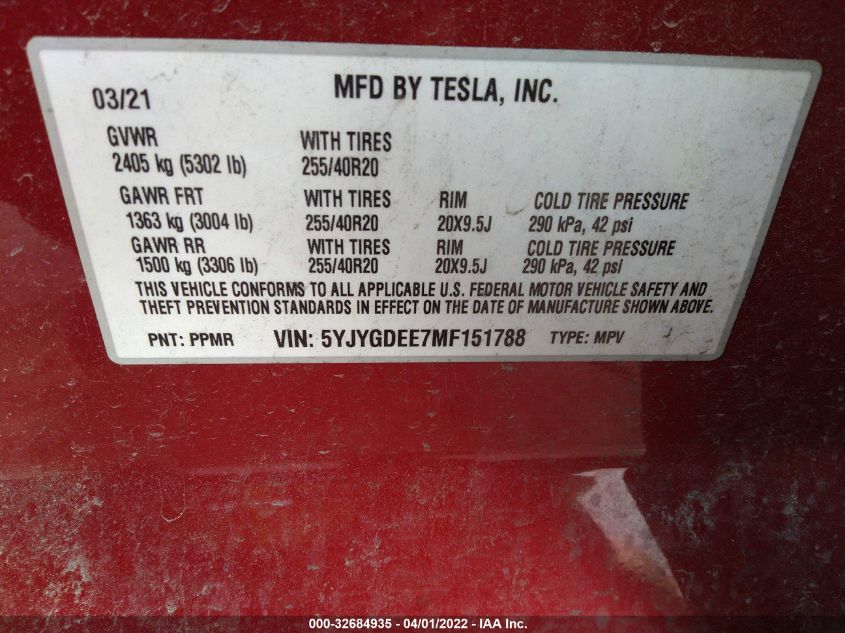 03/21 MFD BY TESLA, INC.
GVWR WITH TIRES
2405 kg (5302 lb) 255/40R20
GAWR FRT WITH TIRES RIM COLD TIRE PRESSURE
1363 kg (3004 lb) 255/40R20 20X9.5J 290 kPa, 42 psi
GAWR RR WITH TIRES RIM COLD TIRE PRESSURE
1500 kg (3306 lb) 255/40R20 20X9.5J 290 kPa, 42 psi
THIS VEHICLE CONFORMS TO ALL APPLICABLE U.S. FEDERAL MOTOR VEHICLE SAFETY AND
THEFT PREVENTION STANDARDS IN EFFECT ON THE DATE OF MANUFACTURE SHOWN ABOVE.
PNT: PPMR VIN: 5YJYGDEE7MF151788 TYPE: MPV
000-32684935 - 04/01/2022 - IAA Inc.